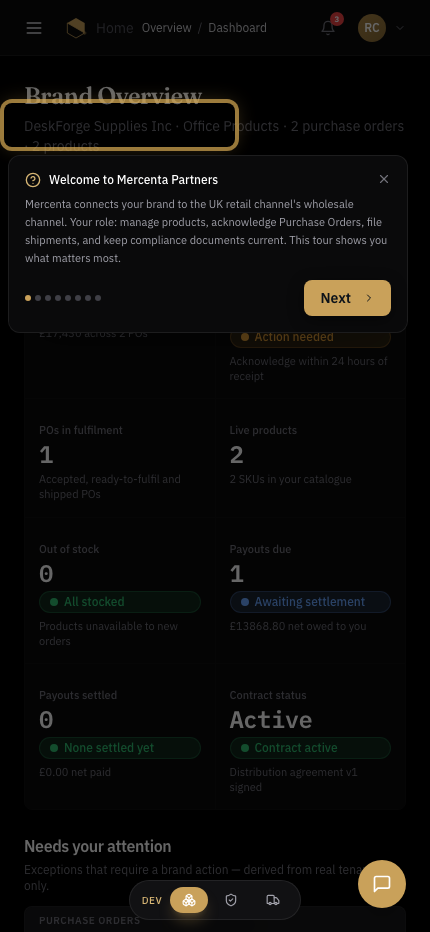 Home Overview / Dashboard 3 RC
Brand Overview
DeskForge Supplies Inc · Office Products · 2 purchase orders
· 2 products
Welcome to Mercenta Partners
Mercenta connects your brand to the UK retail channel's wholesale
channel. Your role: manage products, acknowledge Purchase Orders, file
shipments, and keep compliance documents current. This tour shows you
what matters most.
Next
£17,430 across 2 POs
Action needed
Acknowledge within 24 hours of
receipt
POs in fulfilment
1
Accepted, ready-to-fulfil and
shipped POs
Live products
2
2 SKUs in your catalogue
Out of stock
0
All stocked
Products unavailable to new
orders
Payouts due
1
Awaiting settlement
£13868.80 net owed to you
Payouts settled
0
None settled yet
£0.00 net paid
Contract status
Active
Contract active
Distribution agreement v1
signed
Needs your attention
Exceptions that require a brand action — derived from real
only.
DEV
PURCHASE ORDERS